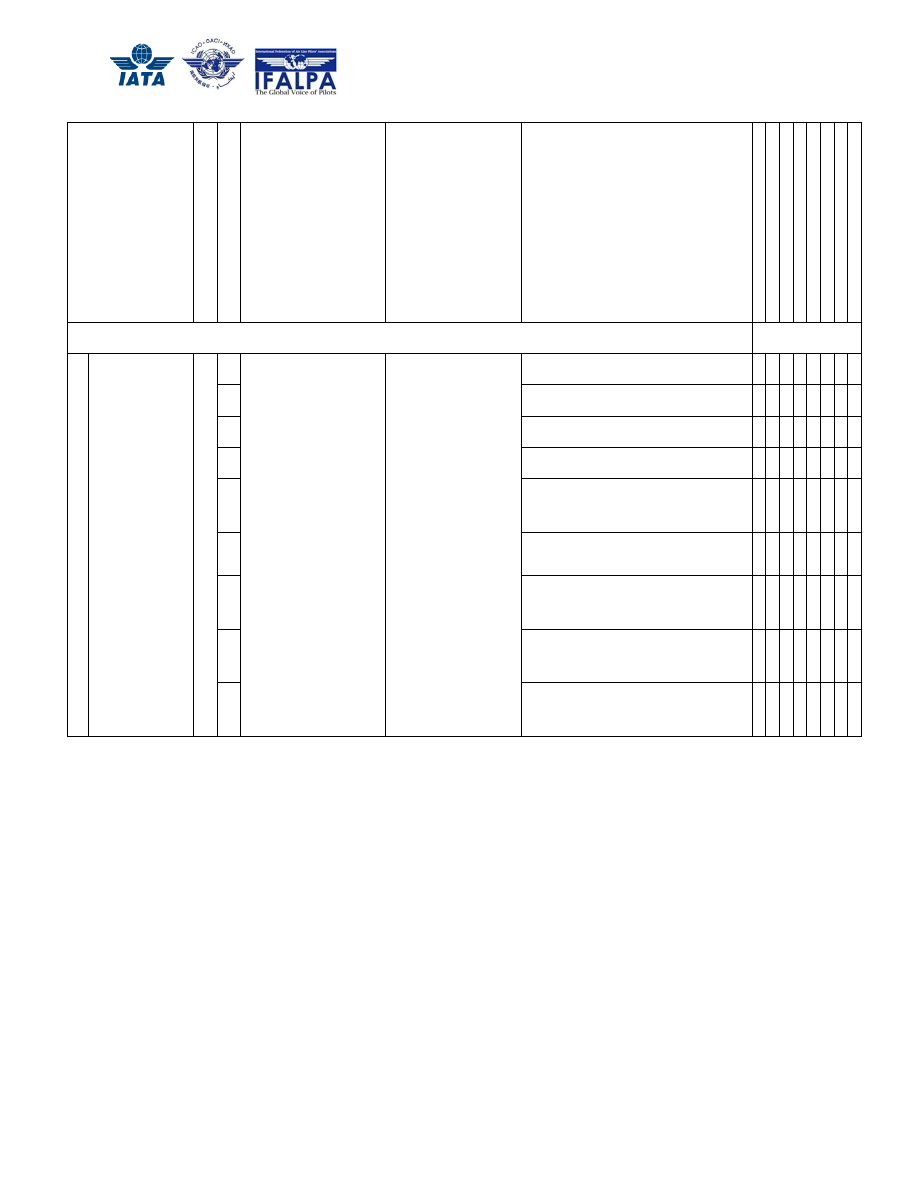 IATA
ICAO · OACI · ИКАО
International Federation of Air Line Pilots' Associations
IFALPA
The Global Voice of Pilots